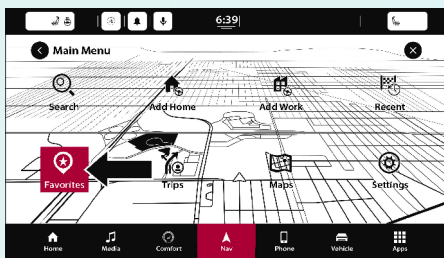 6:39
Main Menu
Search
Add Home
Add Work
Recent
Favorites
Trips
Maps
Settings
Home
Media
Comfort
Nav
Phone
Vehicle
Apps